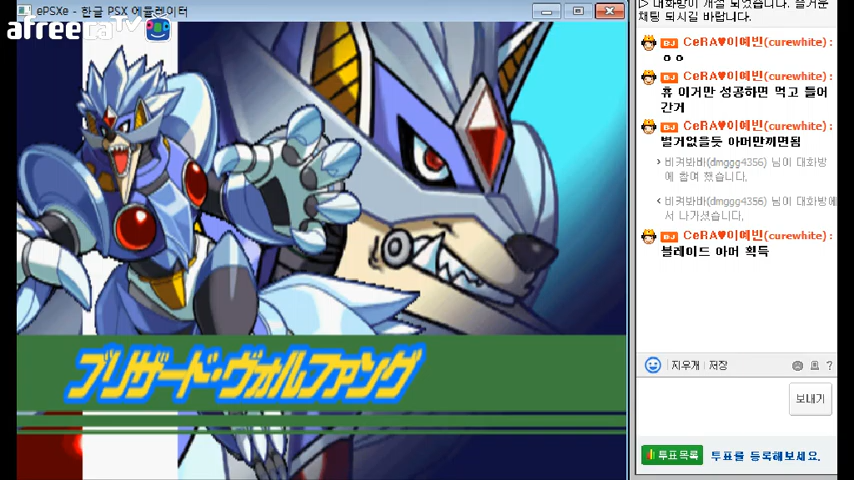 ePSXe - 한글 PSX 에뮬레이터
afreecaTV
ブリザード・ヴォルファング
▷ 대화방이 개설 되었습니다. 즐거운
채팅 되시길 바랍니다.
BJ CeRA♥이예빈(curewhite) :
ㅇㅇ
BJ CeRA♥이예빈(curewhite) :
휴 이거만 성공하면 먹고 들어
간거
BJ CeRA♥이예빈(curewhite) :
별거없을듯 아머만끼면됨
> 비켜봐바(dmggg4356) 님이 대화방
에 참여 했습니다.
> 비켜봐바(dmggg4356) 님이 대화방에
서 나가셨습니다.
BJ CeRA♥이예빈(curewhite) :
블레이드 아머 획득
지우개 | 저장
?
보내기
투표목록
투표를 등록해보세요.